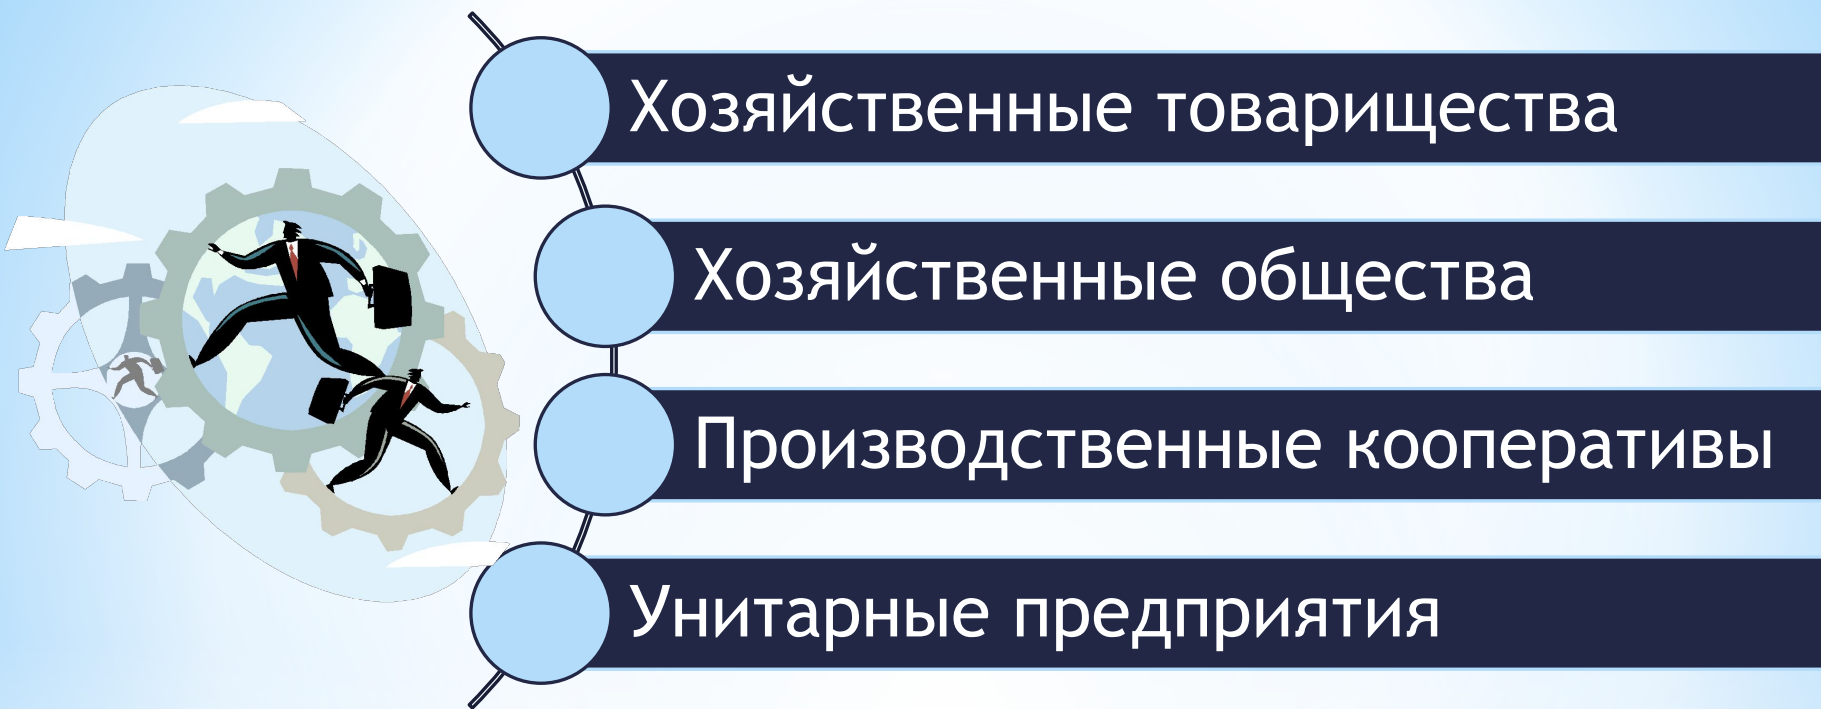 Хозяйственные товарищества
Хозяйственные общества
Производственные кооперативы
Унитарные предприятия